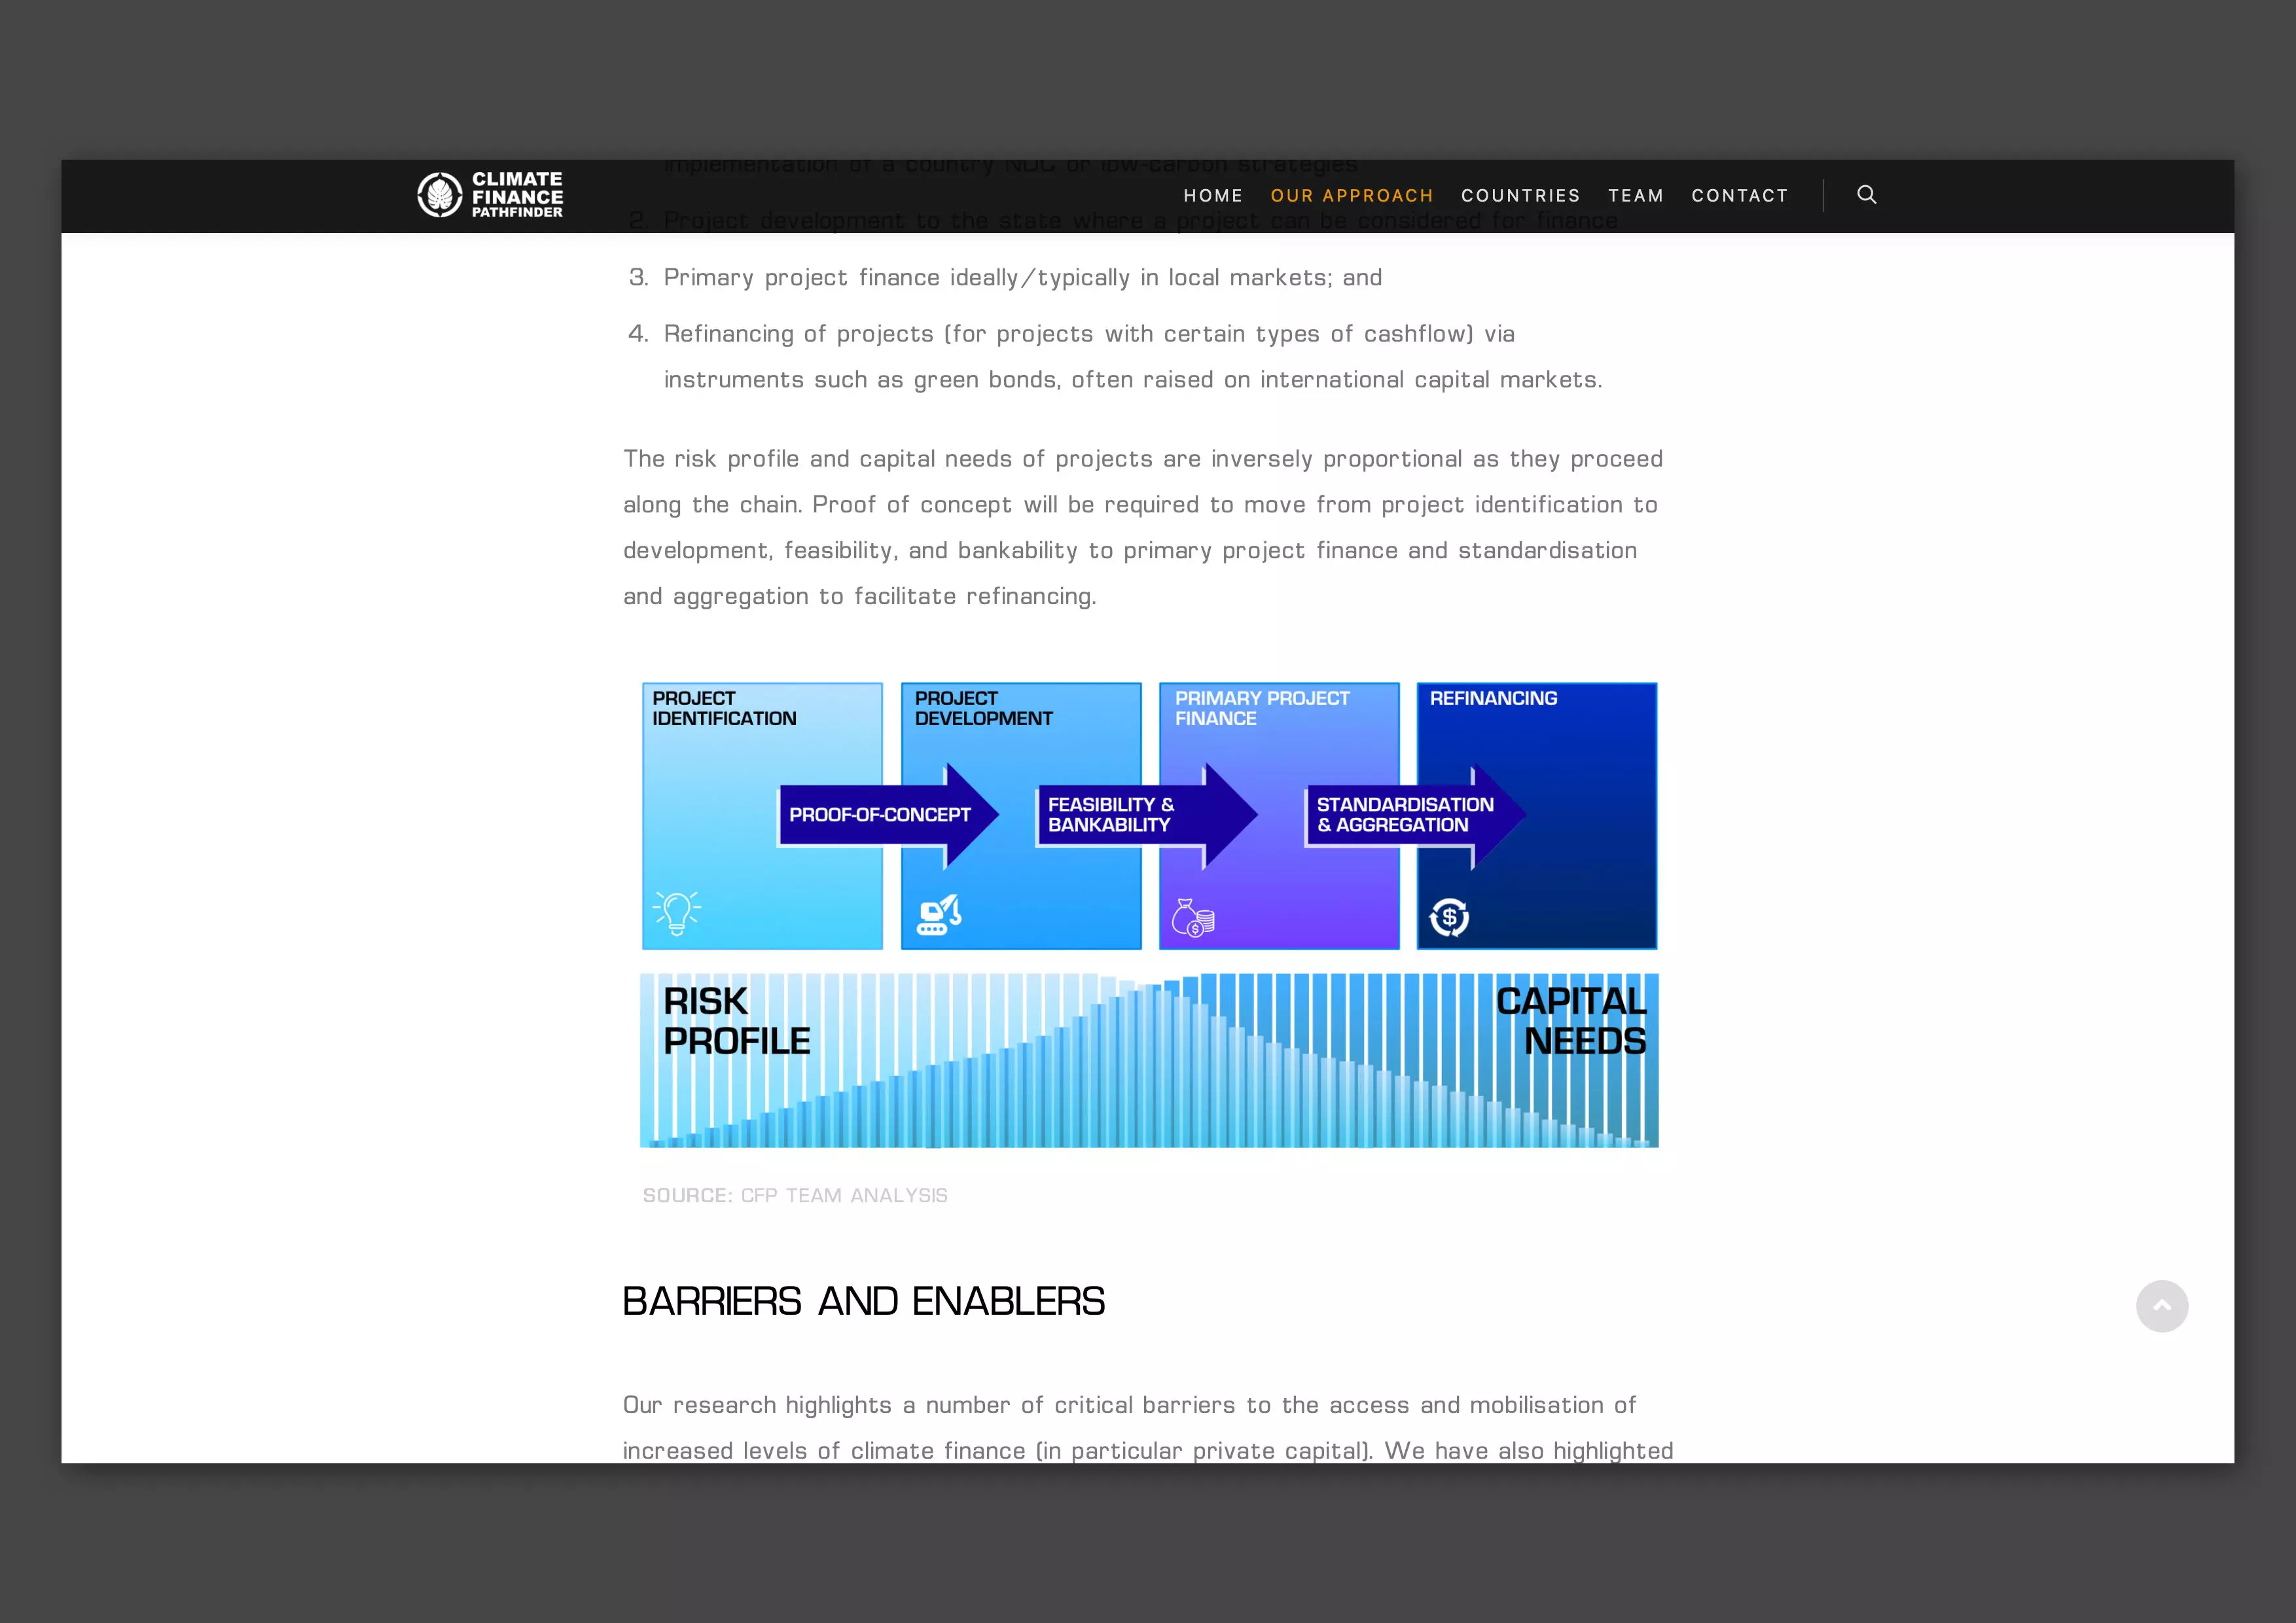 implementation of a country NDC or low-carbon strategies
CLIMATE
FINANCE
PATHFINDER
HOME OUR APPROACH COUNTRIES TEAM CONTACT
2. Project development to the state where a project can be considered for finance
3. Primary project finance ideally/typically in local markets; and
4. Refinancing of projects (for projects with certain types of cashflow) via
instruments such as green bonds, often raised on international capital markets.
The risk profile and capital needs of projects are inversely proportional as they proceed
along the chain. Proof of concept will be required to move from project identification to
development, feasibility, and bankability to primary project finance and standardisation
and aggregation to facilitate refinancing.
PROJECT
IDENTIFICATION
PROJECT
DEVELOPMENT
PRIMARY PROJECT
FINANCE
REFINANCING
PROOF-OF-CONCEPT
FEASIBILITY &
BANKABILITY
STANDARDISATION
& AGGREGATION
RISK
PROFILE
CAPITAL
NEEDS
SOURCE: CFP TEAM ANALYSIS
BARRIERS AND ENABLERS
Our research highlights a number of critical barriers to the access and mobilisation of
increased levels of climate finance (in particular private capital). We have also highlighted